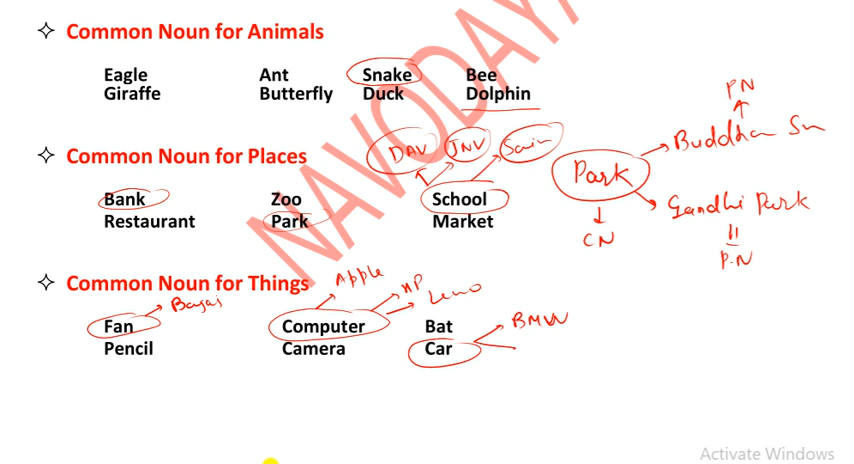 ✧ Common Noun for Animals
Eagle Ant Snake Bee
Giraffe Butterfly Duck Dolphin
PN
Buddha
✧ Common Noun for Places
DAV JNV
Park
Bank Zoo School
Restaurant Park Market
Gandhi Park
CN
P.N
✧ Common Noun for Things
Apple HP
Bajaj
Fan Computer Bat
BMW
Pencil Camera Car
NAVODAYA
Activate Windows